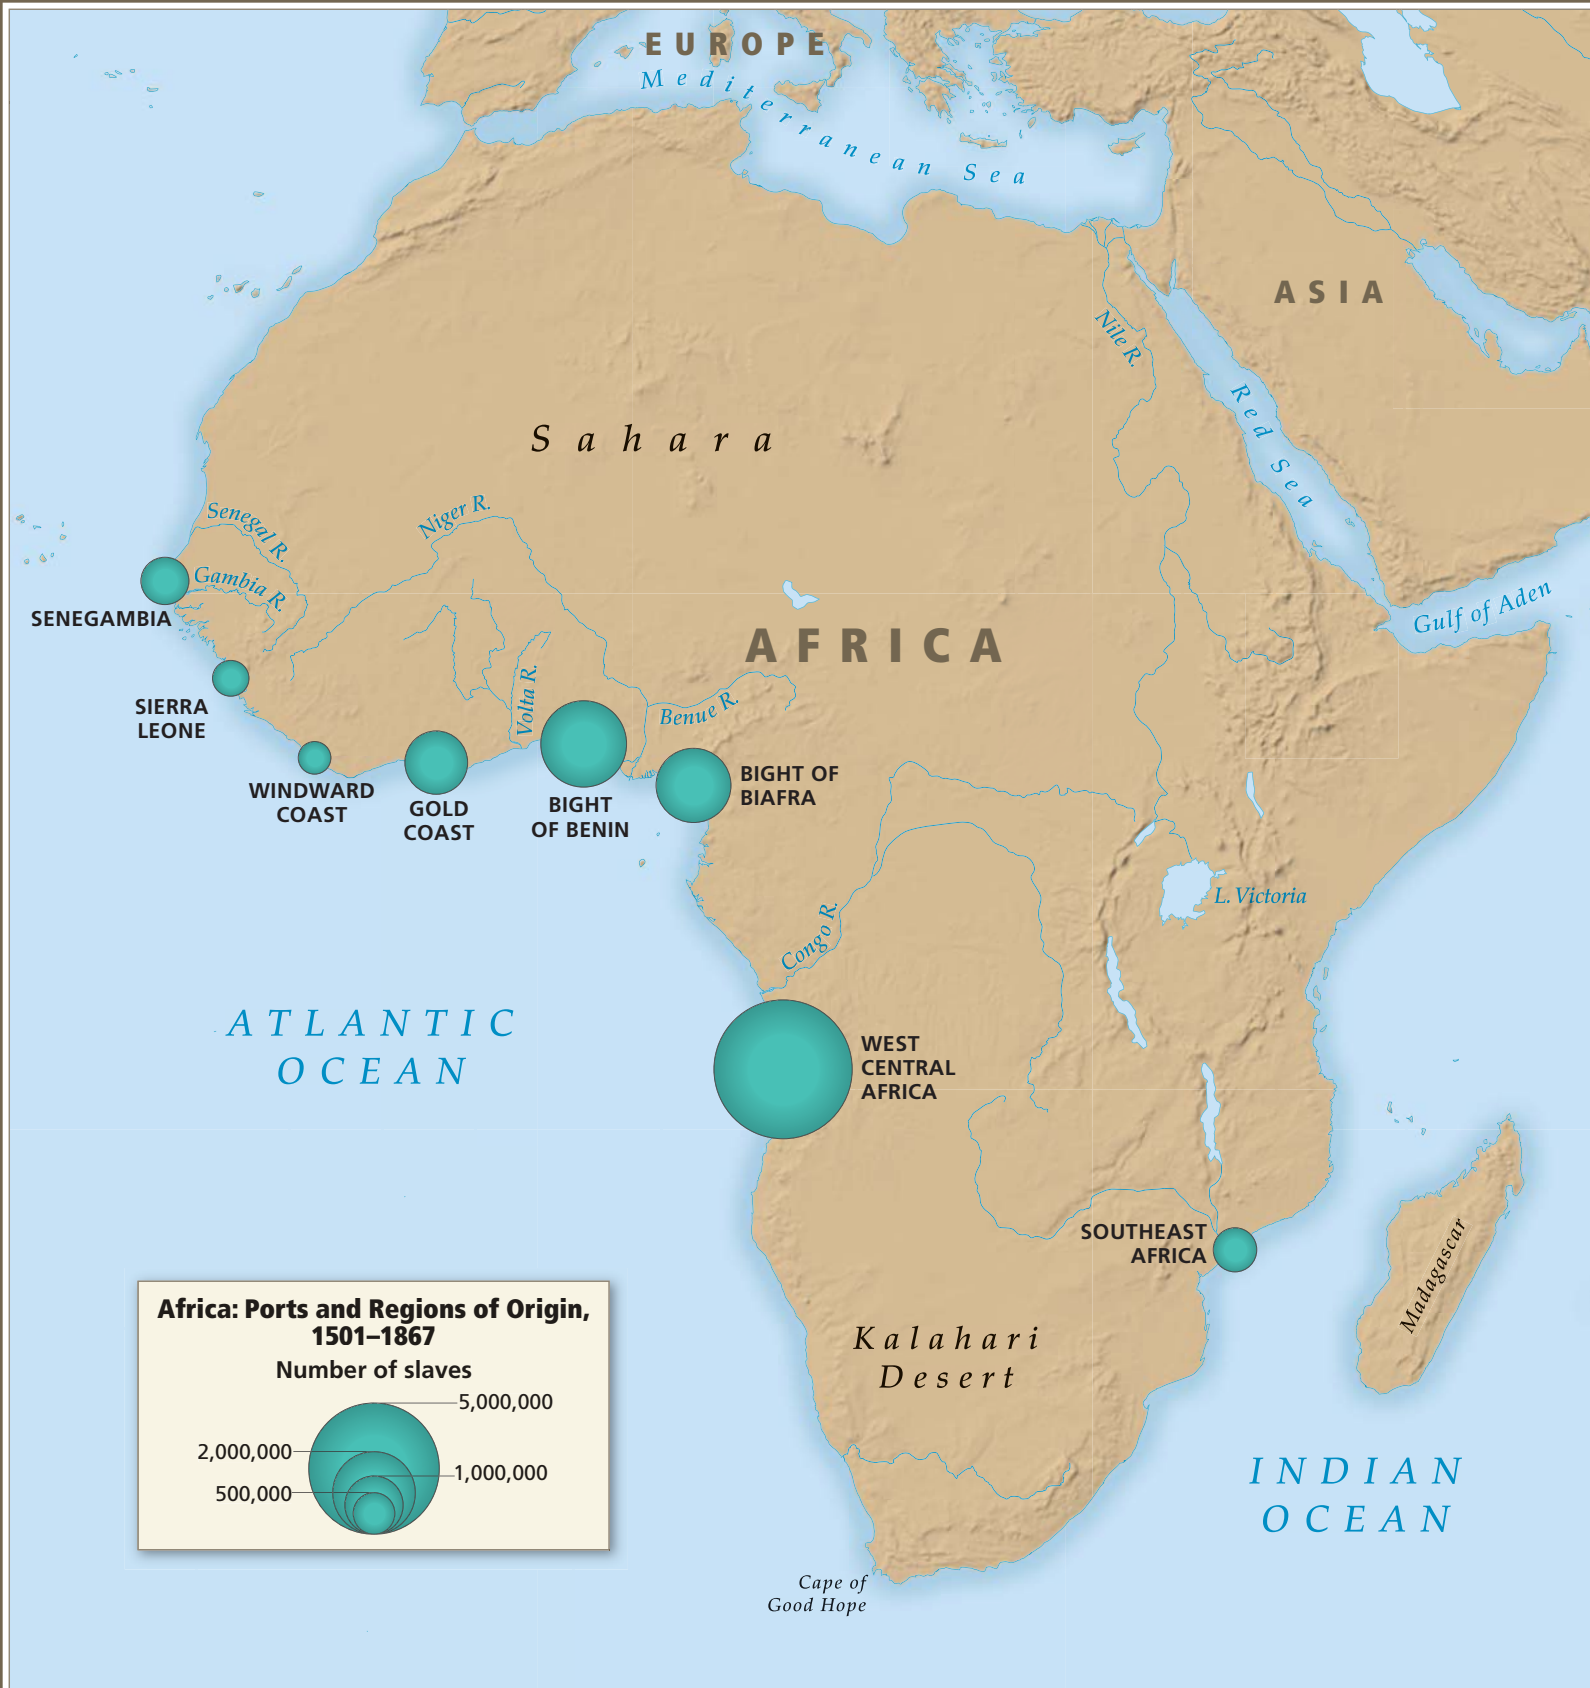 EUROPE
Mediterranean Sea
ASIA
Nile R.
Red Sea
Sahara
Senegal R.
Niger R.
Gambia R.
SENEGAMBIA
Gulf of Aden
AFRICA
SIERRA
LEONE
Volta R.
Benue R.
WINDWARD
COAST
GOLD
COAST
BIGHT
OF BENIN
BIGHT OF
BIAFRA
L. Victoria
Congo R.
ATLANTIC
OCEAN
WEST
CENTRAL
AFRICA
SOUTHEAST
AFRICA
Madagascar
Kalahari
Desert
Africa: Ports and Regions of Origin,
1501–1867
Number of slaves
5,000,000
2,000,000
1,000,000
500,000
INDIAN
OCEAN
Cape of
Good Hope